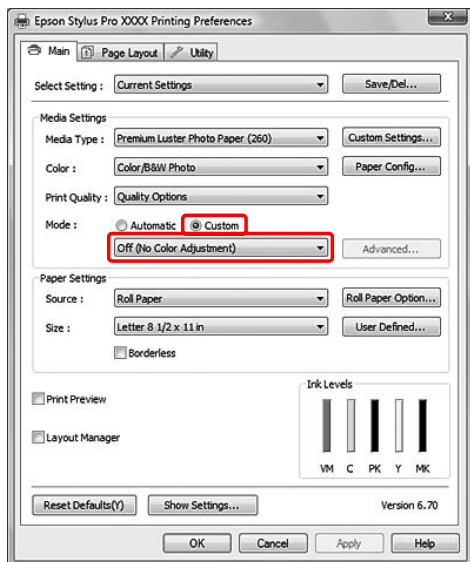 Epson Stylus Pro XXXX Printing Preferences
Main Page Layout Utility
Select Setting : Current Settings Save/Del...
Media Settings
Media Type : Premium Luster Photo Paper (260) Custom Settings...
Color : Color/B&W Photo Paper Config...
Print Quality : Quality Options
Mode : Automatic Custom
Off (No Color Adjustment) Advanced...
Paper Settings
Source : Roll Paper Roll Paper Option...
Size : Letter 8 1/2 x 11 in User Defined...
Borderless
Print Preview
Layout Manager
Ink Levels
VM C PK Y MK
Reset Defaults(Y) Show Settings... Version 6.70
OK Cancel Apply Help